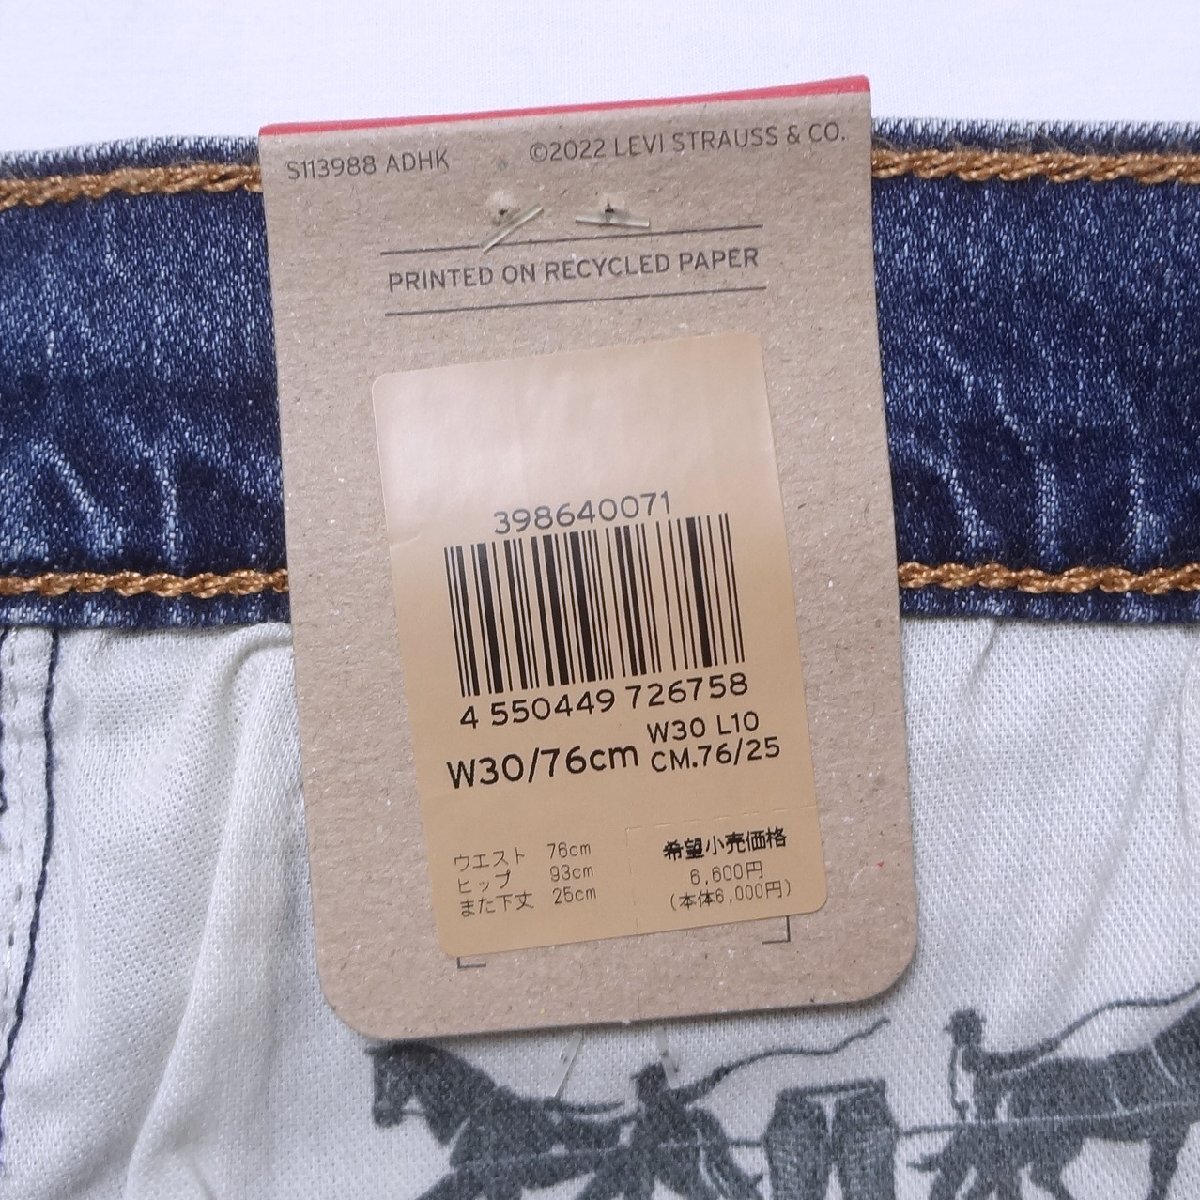 S113988 ADHK ©2022 LEVI STRAUSS & CO.
PRINTED ON RECYCLED PAPER
398640071
4 550449 726758
W30/76cm
W30 L10
CM.76/25
ウエスト 76cm
ヒップ 93cm
また下丈 25cm
希望小売価格
6,600円
(本体6,000円)